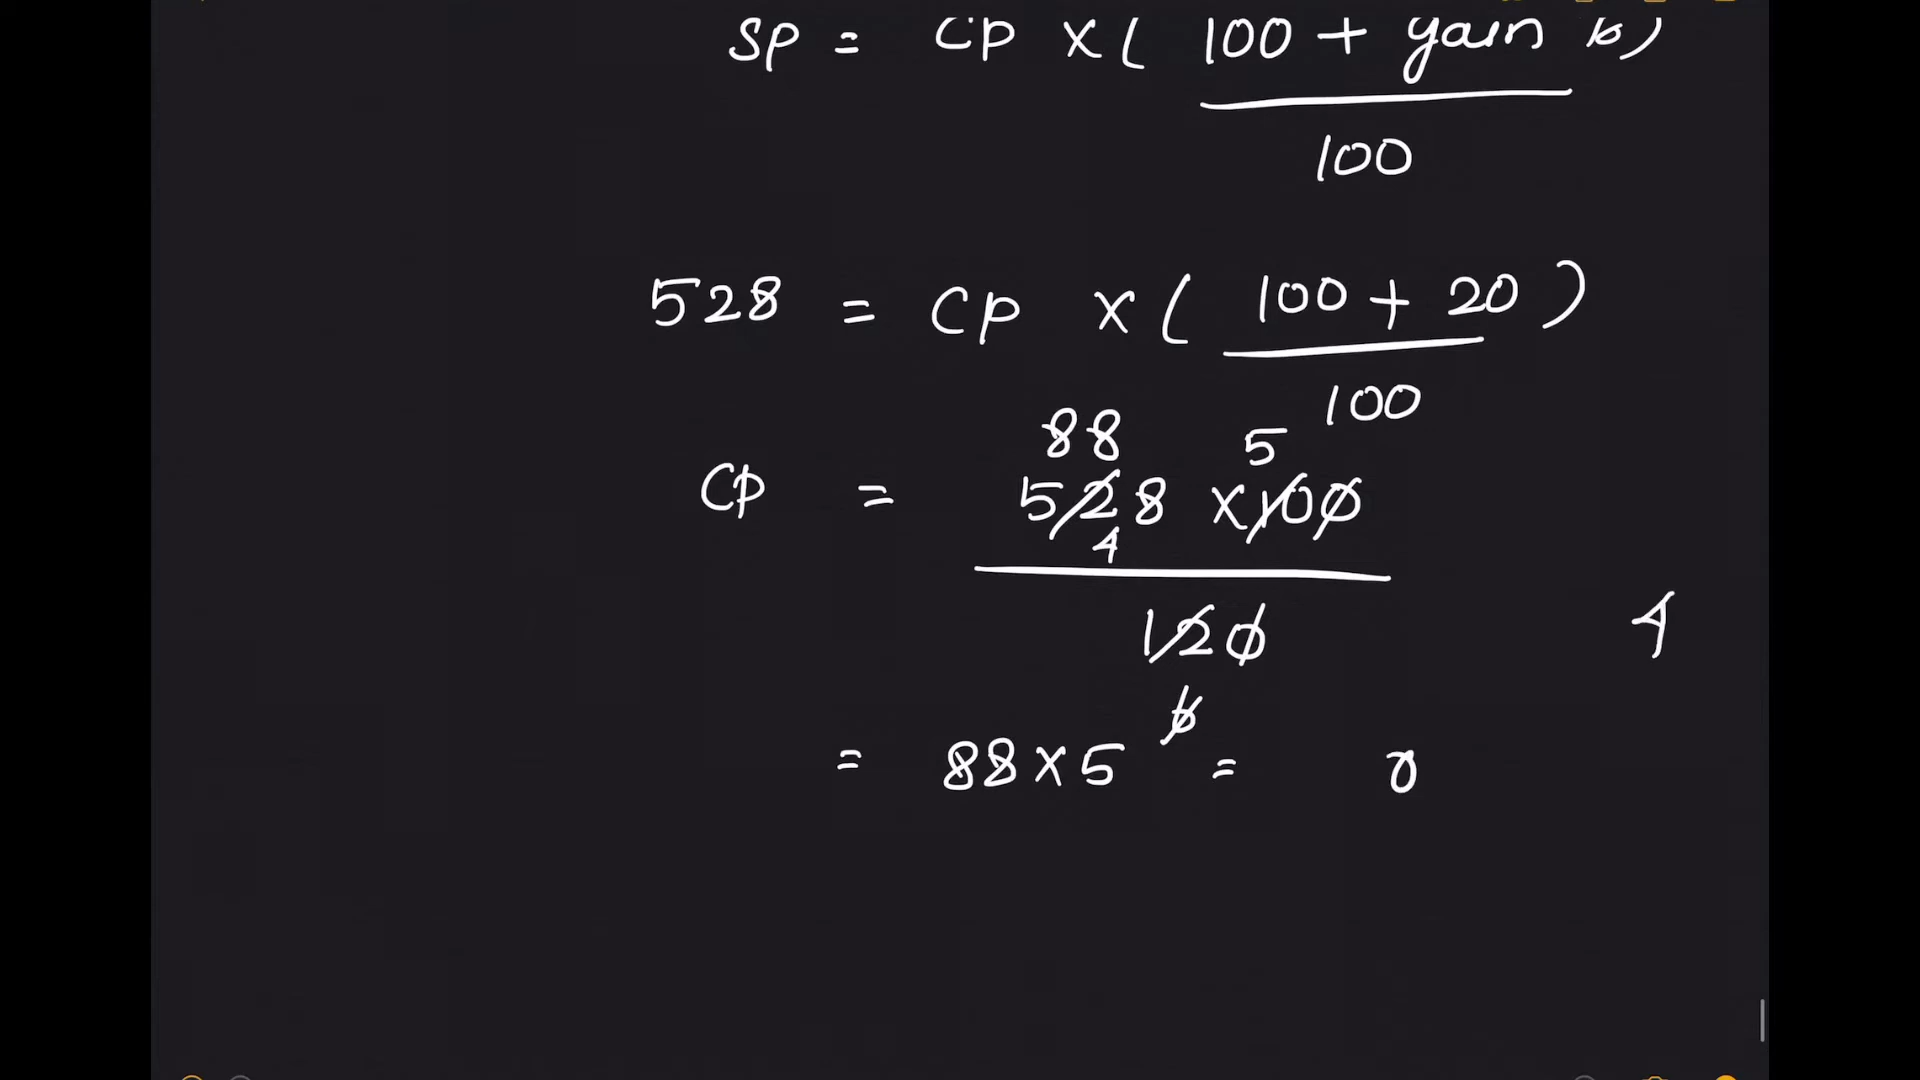 SP = CP X ( 100 + gain % )
100
528 = CP X ( 100 + 20 )
100
88 5
CP = 528 X 100
4
120
4
6
= 88 X 5 = 0